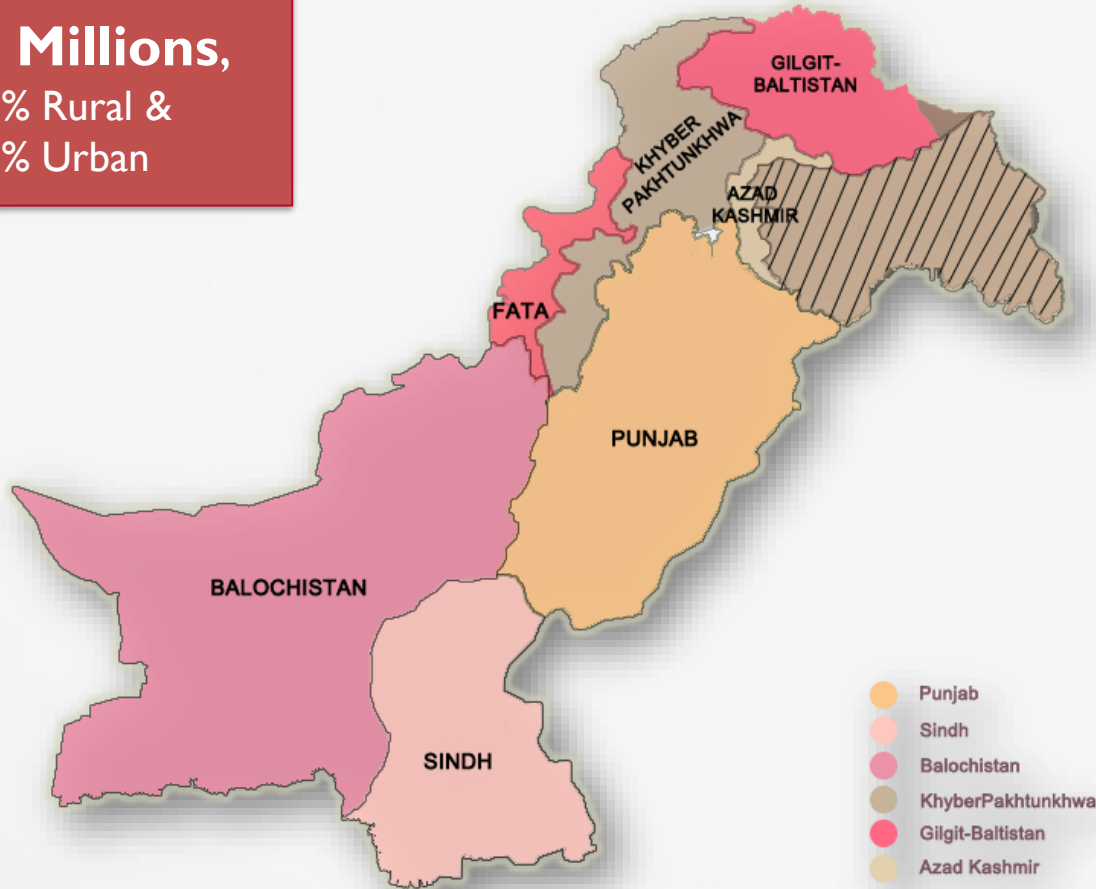 Millions,
% Rural &
% Urban
GILGIT-
BALTISTAN
KHYBER
PAKHTUNKHWA
AZAD
KASHMIR
FATA
PUNJAB
BALOCHISTAN
SINDH
Punjab
Sindh
Balochistan
KhyberPakhtunkhwa
Gilgit-Baltistan
Azad Kashmir